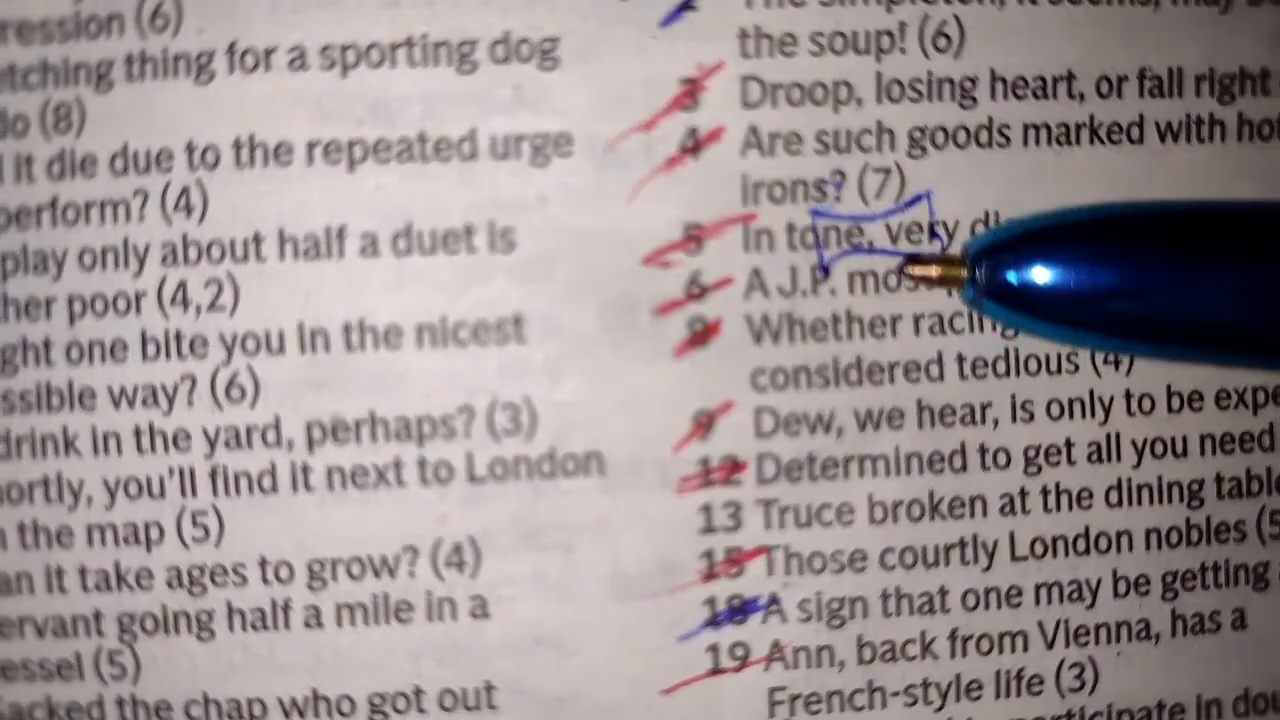 ression (6)
tching thing for a sporting dog
do (8)
it die due to the repeated urge
perform? (4)
play only about half a duet is
her poor (4,2)
ght one bite you in the nicest
ssible way? (6)
drink in the yard, perhaps? (3)
ortly, you'll find it next to London
the map (5)
an it take ages to grow? (4)
ervant going half a mile in a
essel (5)
acked the chap who got out
the soup! (6)
3 Droop, losing heart, or fall right
4 Are such goods marked with ho
irons? (7)
5 In tone, very di
6 A J.P. mos
8 Whether racing
considered tedious (4)
9 Dew, we hear, is only to be expe
12 Determined to get all you need
13 Truce broken at the dining table
15 Those courtly London nobles (5
18 A sign that one may be getting
19 Ann, back from Vienna, has a
French-style life (3)
rticipate in dou